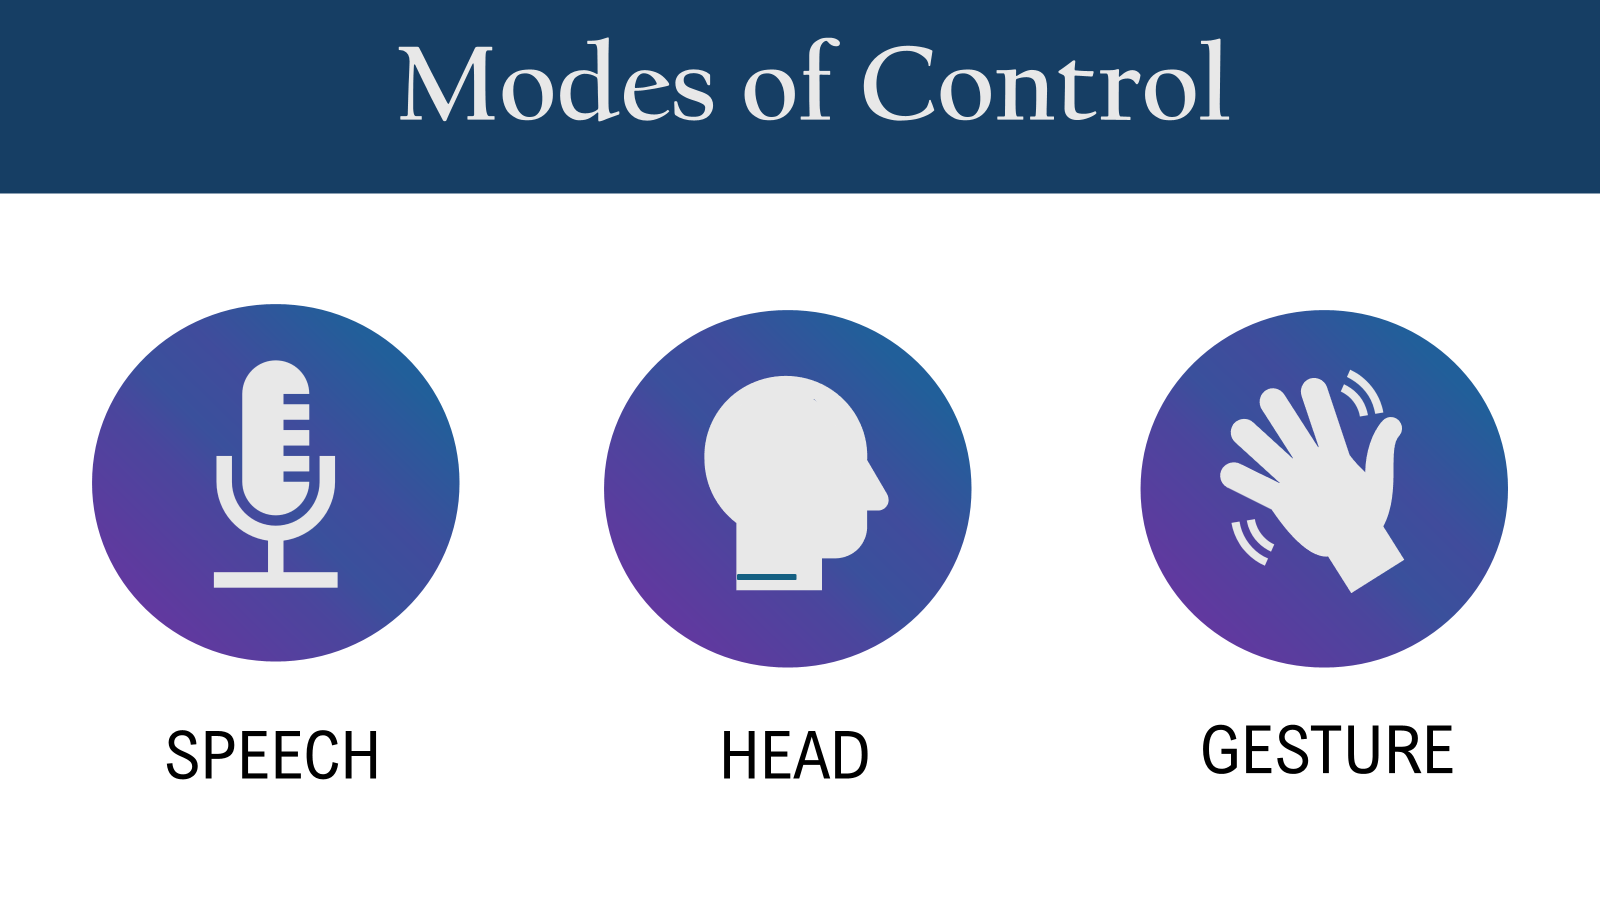 Modes of Control
SPEECH
HEAD
GESTURE